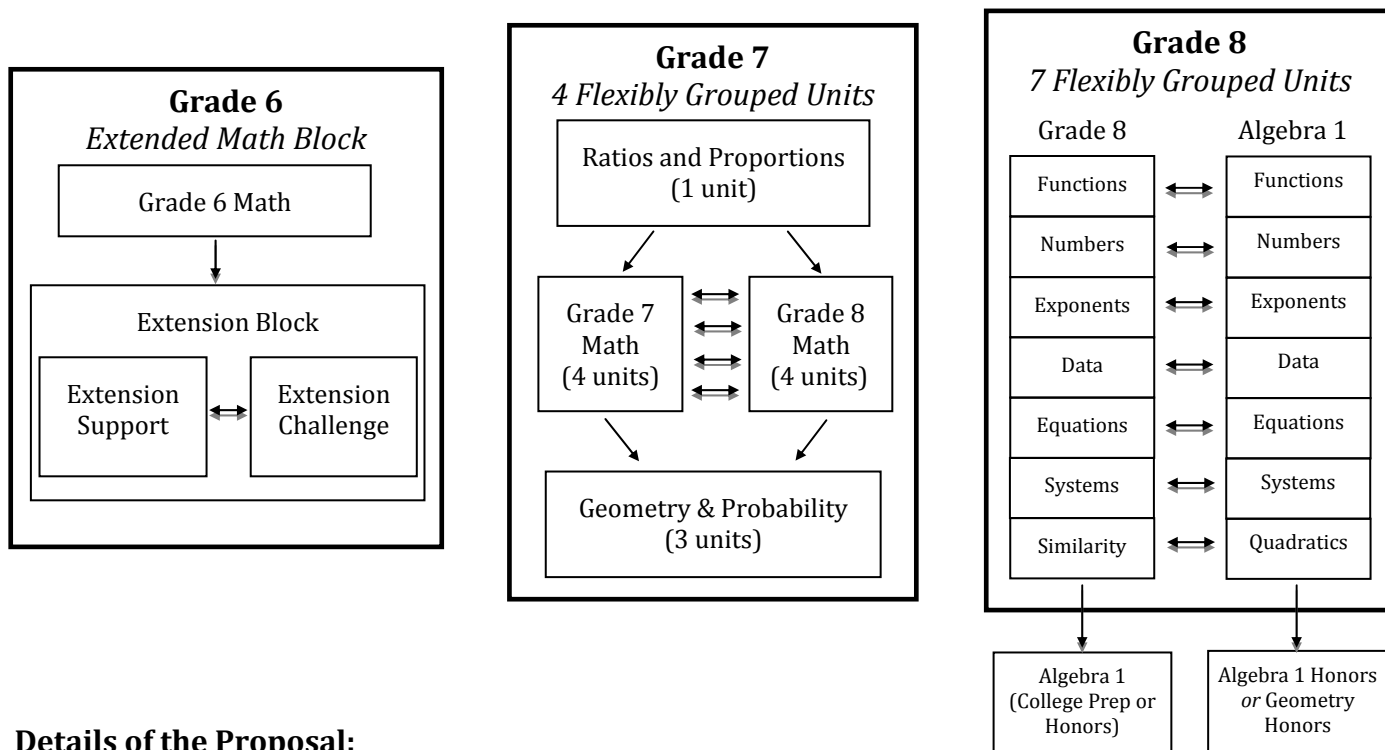 Grade 6
Extended Math Block
Grade 6 Math
Extension Block
Extension
Support
Extension
Challenge
Grade 7
4 Flexibly Grouped Units
Ratios and Proportions
(1 unit)
Grade 7
Math
(4 units)
Grade 8
Math
(4 units)
Geometry & Probability
(3 units)
Grade 8
7 Flexibly Grouped Units
Grade 8
Functions
Numbers
Exponents
Data
Equations
Systems
Similarity
Algebra 1
Functions
Numbers
Exponents
Data
Equations
Systems
Quadratics
Algebra 1
(College Prep or
Honors)
Algebra 1 Honors
or Geometry
Honors
Details of the Proposal: